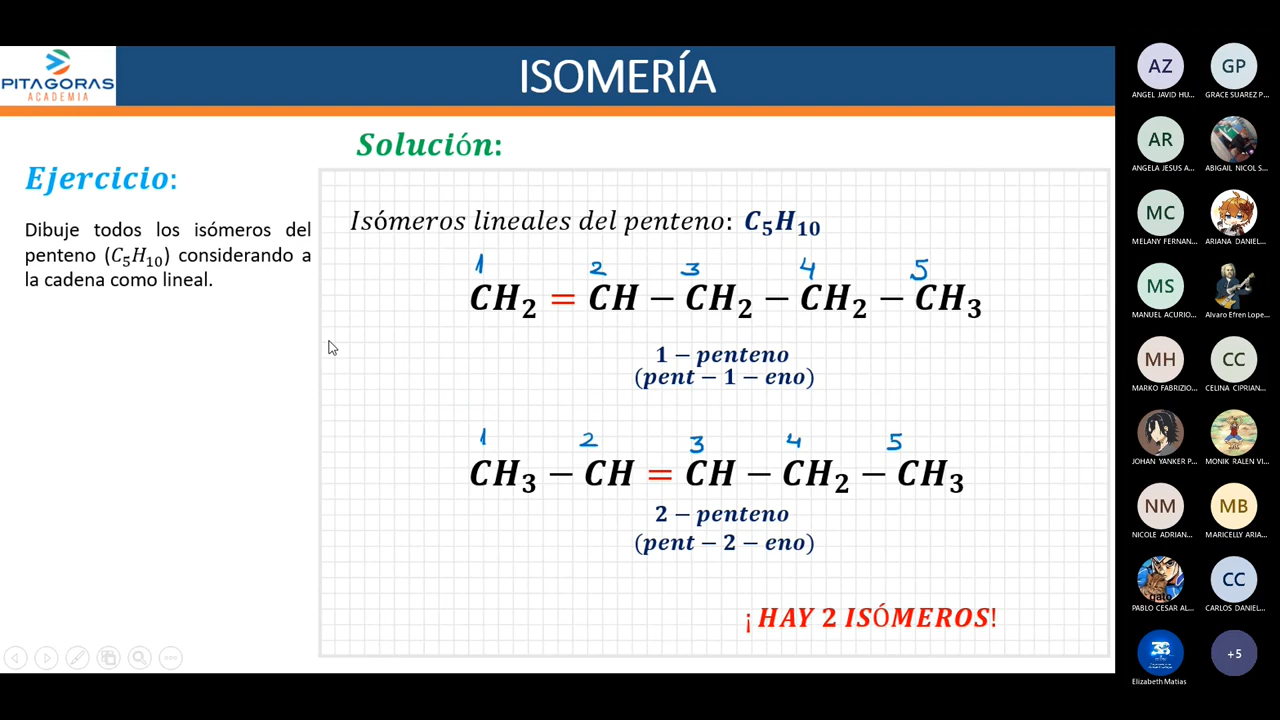 PITAGORAS
ACADEMIA
ISOMERÍA
Solución:
Ejercicio:
Dibuje todos los isómeros del
penteno (C₅H₁₀) considerando a
la cadena como lineal.
Isómeros lineales del penteno: C₅H₁₀
1 2 3 4 5
CH₂ = CH − CH₂ − CH₂ − CH₃
1 − penteno
(pent − 1 − eno)
1 2 3 4 5
CH₃ − CH = CH − CH₂ − CH₃
2 − penteno
(pent − 2 − eno)
¡HAY 2 ISÓMEROS!
AZ
ANGEL JAVID HU...
GP
GRACE SUAREZ P...
AR
ANGELA JESUS A...
ABIGAIL NICOL S...
MC
MELANY FERNAN...
ARIANA DANIEL...
MS
MANUEL ACURIO...
Alvaro Efren Lope...
MH
MARKO FABRIZIO...
CC
CELINA CIPRIAN...
JOHAN YANKER P...
MONIK RALEN VI...
NM
NICOLE ADRIAN...
MB
MARICELLY ARIA...
gato
PABLO CESAR AL...
CC
CARLOS DANIEL...
Elizabeth Matias
+5